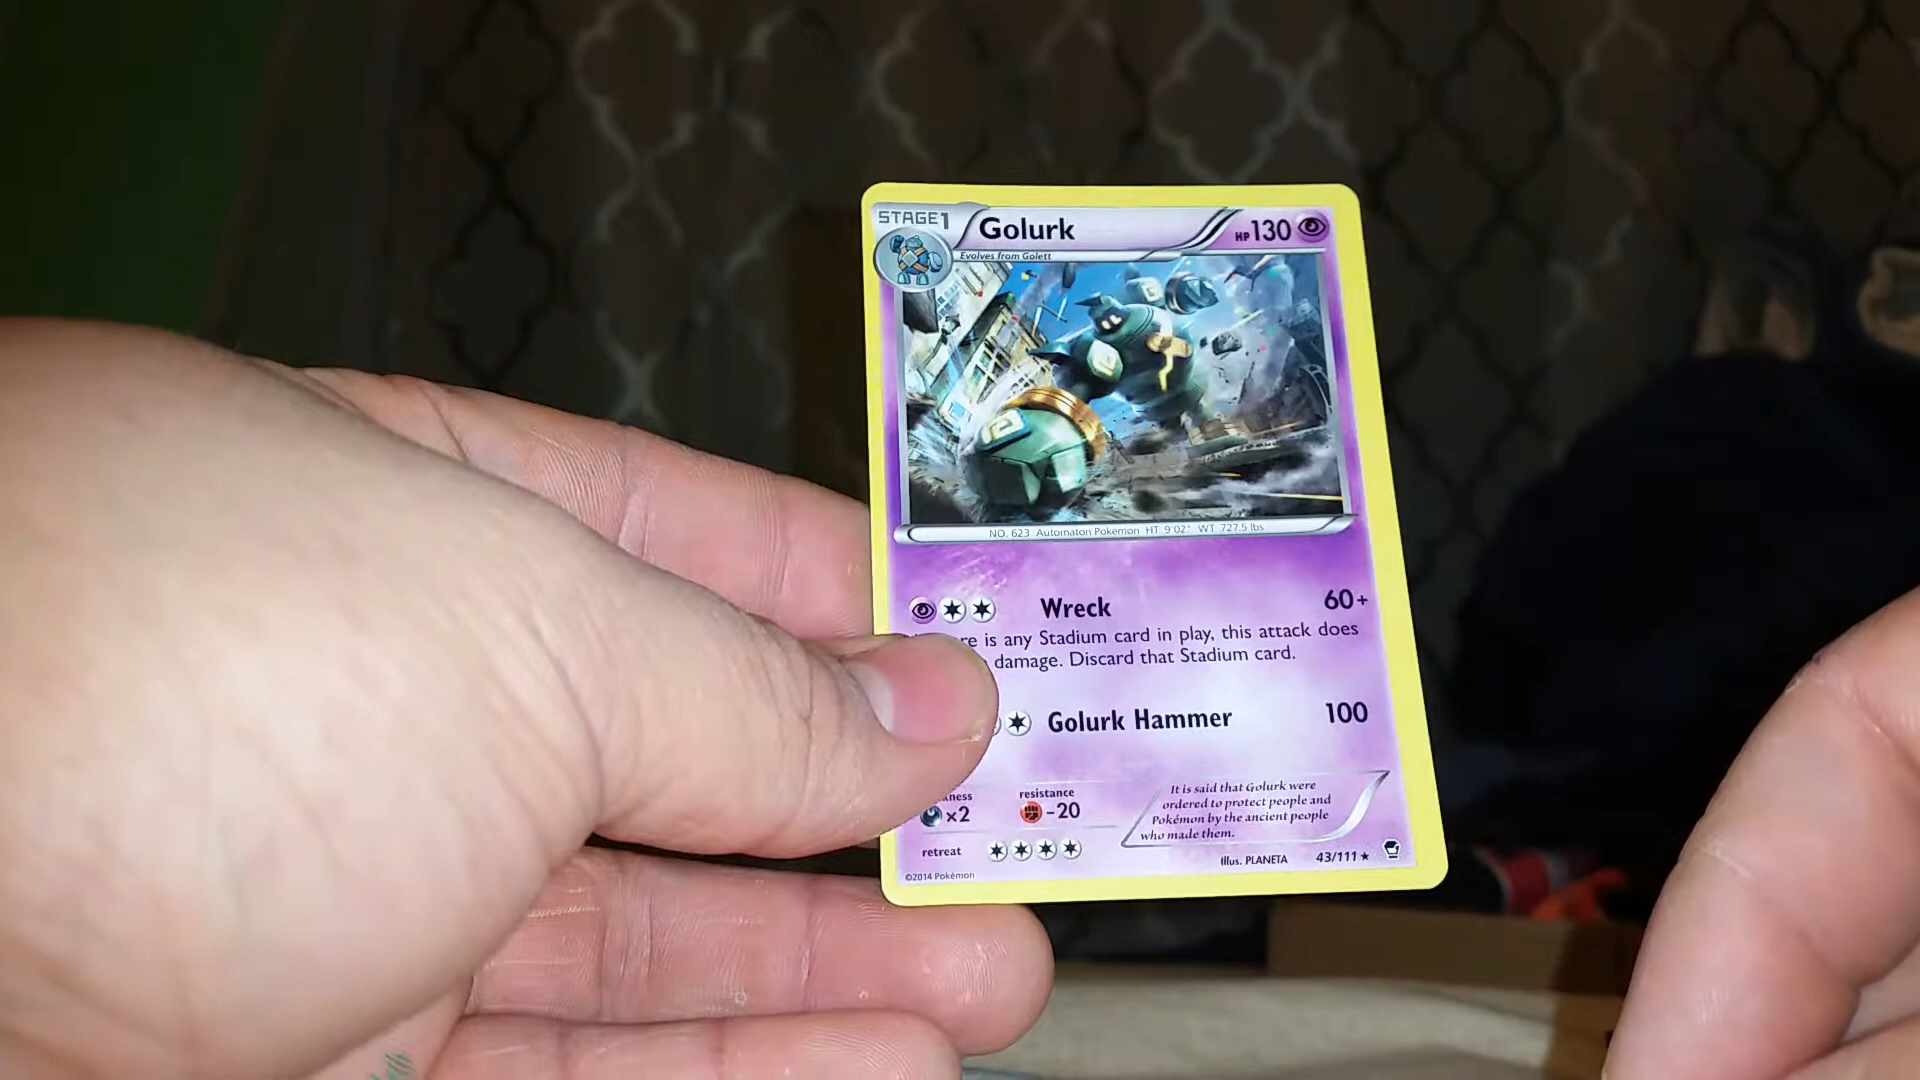 STAGE1
Golurk
HP130
Evolves from Golett
NO. 623 Automaton Pokémon HT: 9'02" WT: 727.5 lbs
Wreck 60+
is any Stadium card in play, this attack does
damage. Discard that Stadium card.
Golurk Hammer 100
resistance
×2 -20
It is said that Golurk were
ordered to protect people and
Pokémon by the ancient people
who made them.
retreat
Illus. PLANETA 43/111
©2014 Pokémon